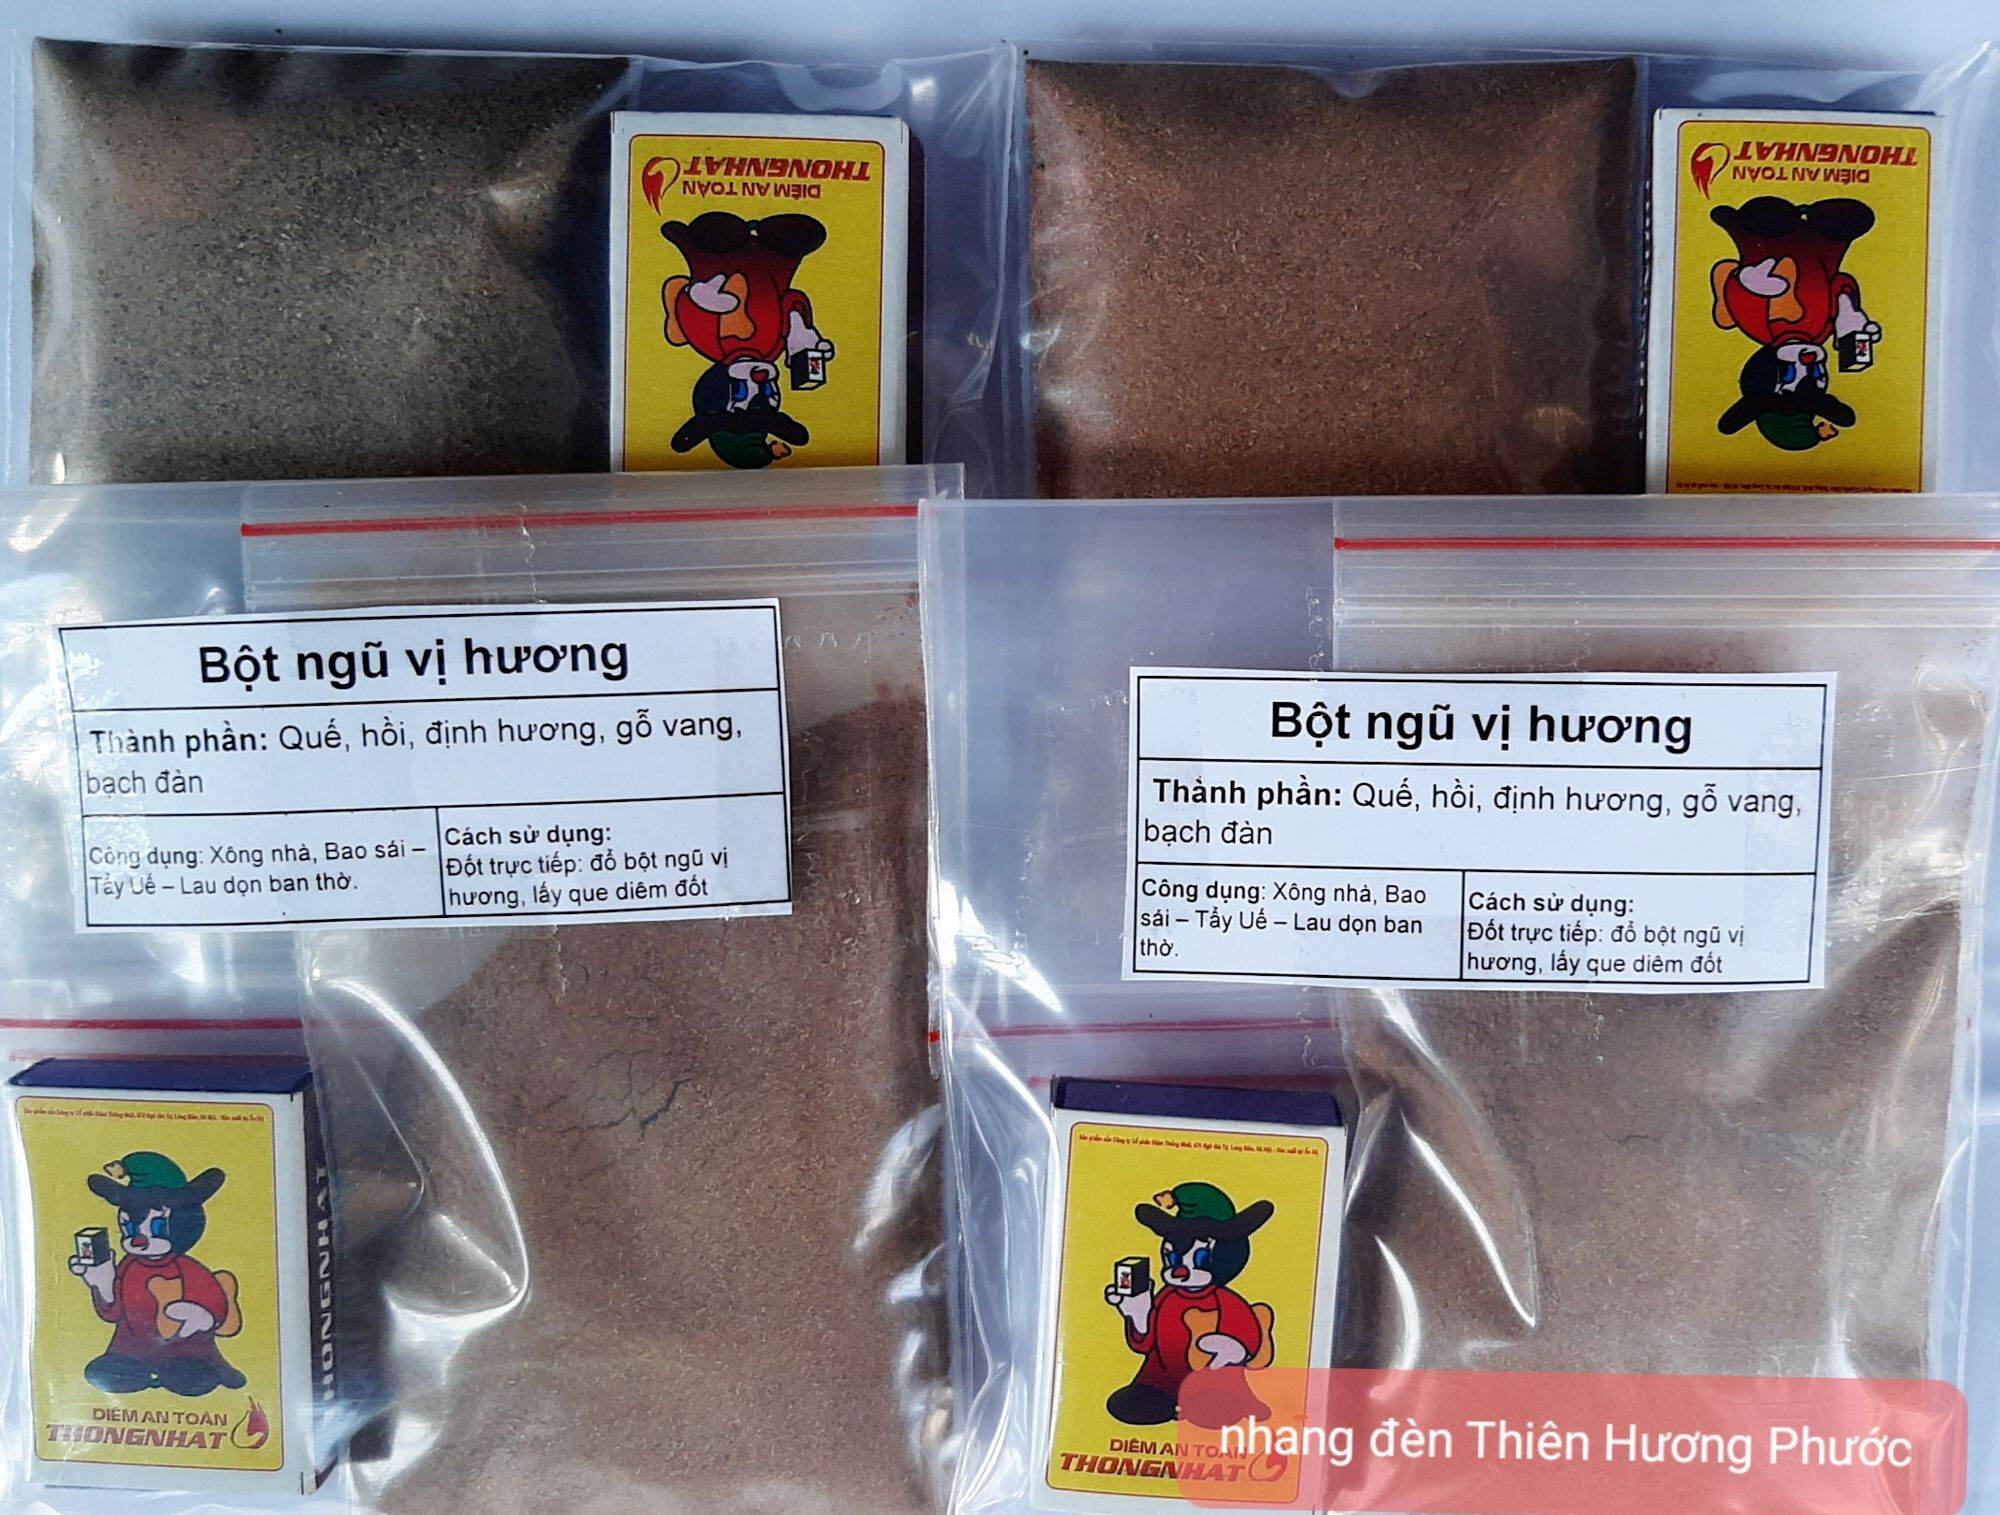 THONGNHAT
DIÊM AN TOÀN
THONGNHAT
DIÊM AN TOÀN
Bột ngũ vị hương
Thành phần: Quế, hồi, định hương, gỗ vang,
bạch đàn
Công dụng: Xông nhà, Bao sái –
Tẩy Uế – Lau dọn ban thờ.
Cách sử dụng:
Đốt trực tiếp: đổ bột ngũ vị
hương, lấy que diêm đốt
Bột ngũ vị hương
Thành phần: Quế, hồi, định hương, gỗ vang,
bạch đàn
Công dụng: Xông nhà, Bao
sái – Tẩy Uế – Lau dọn ban
thờ.
Cách sử dụng:
Đốt trực tiếp: đổ bột ngũ vị
hương, lấy que diêm đốt
DIÊM AN TOÀN
THONGNHAT
THONGNHAT
DIÊM AN TOÀN
THONGNHAT
nhang đèn Thiên Hương Phước